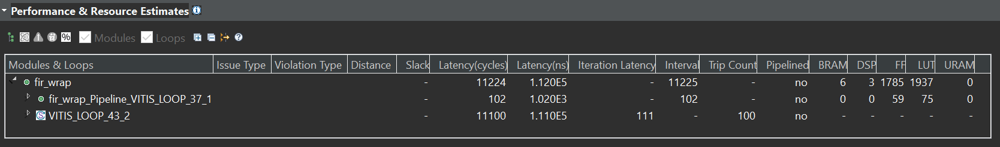 Performance & Resource Estimates
% Modules Loops
Modules & Loops Issue Type Violation Type Distance Slack Latency(cycles) Latency(ns) Iteration Latency Interval Trip Count Pipelined BRAM DSP FF LUT URAM
fir_wrap - 11224 1.120E5 - 11225 - no 6 3 1785 1937 0
fir_wrap_Pipeline_VITIS_LOOP_37_1 - 102 1.020E3 - 102 - no 0 0 59 75 0
VITIS_LOOP_43_2 - 11100 1.110E5 111 - 100 no - - - - -